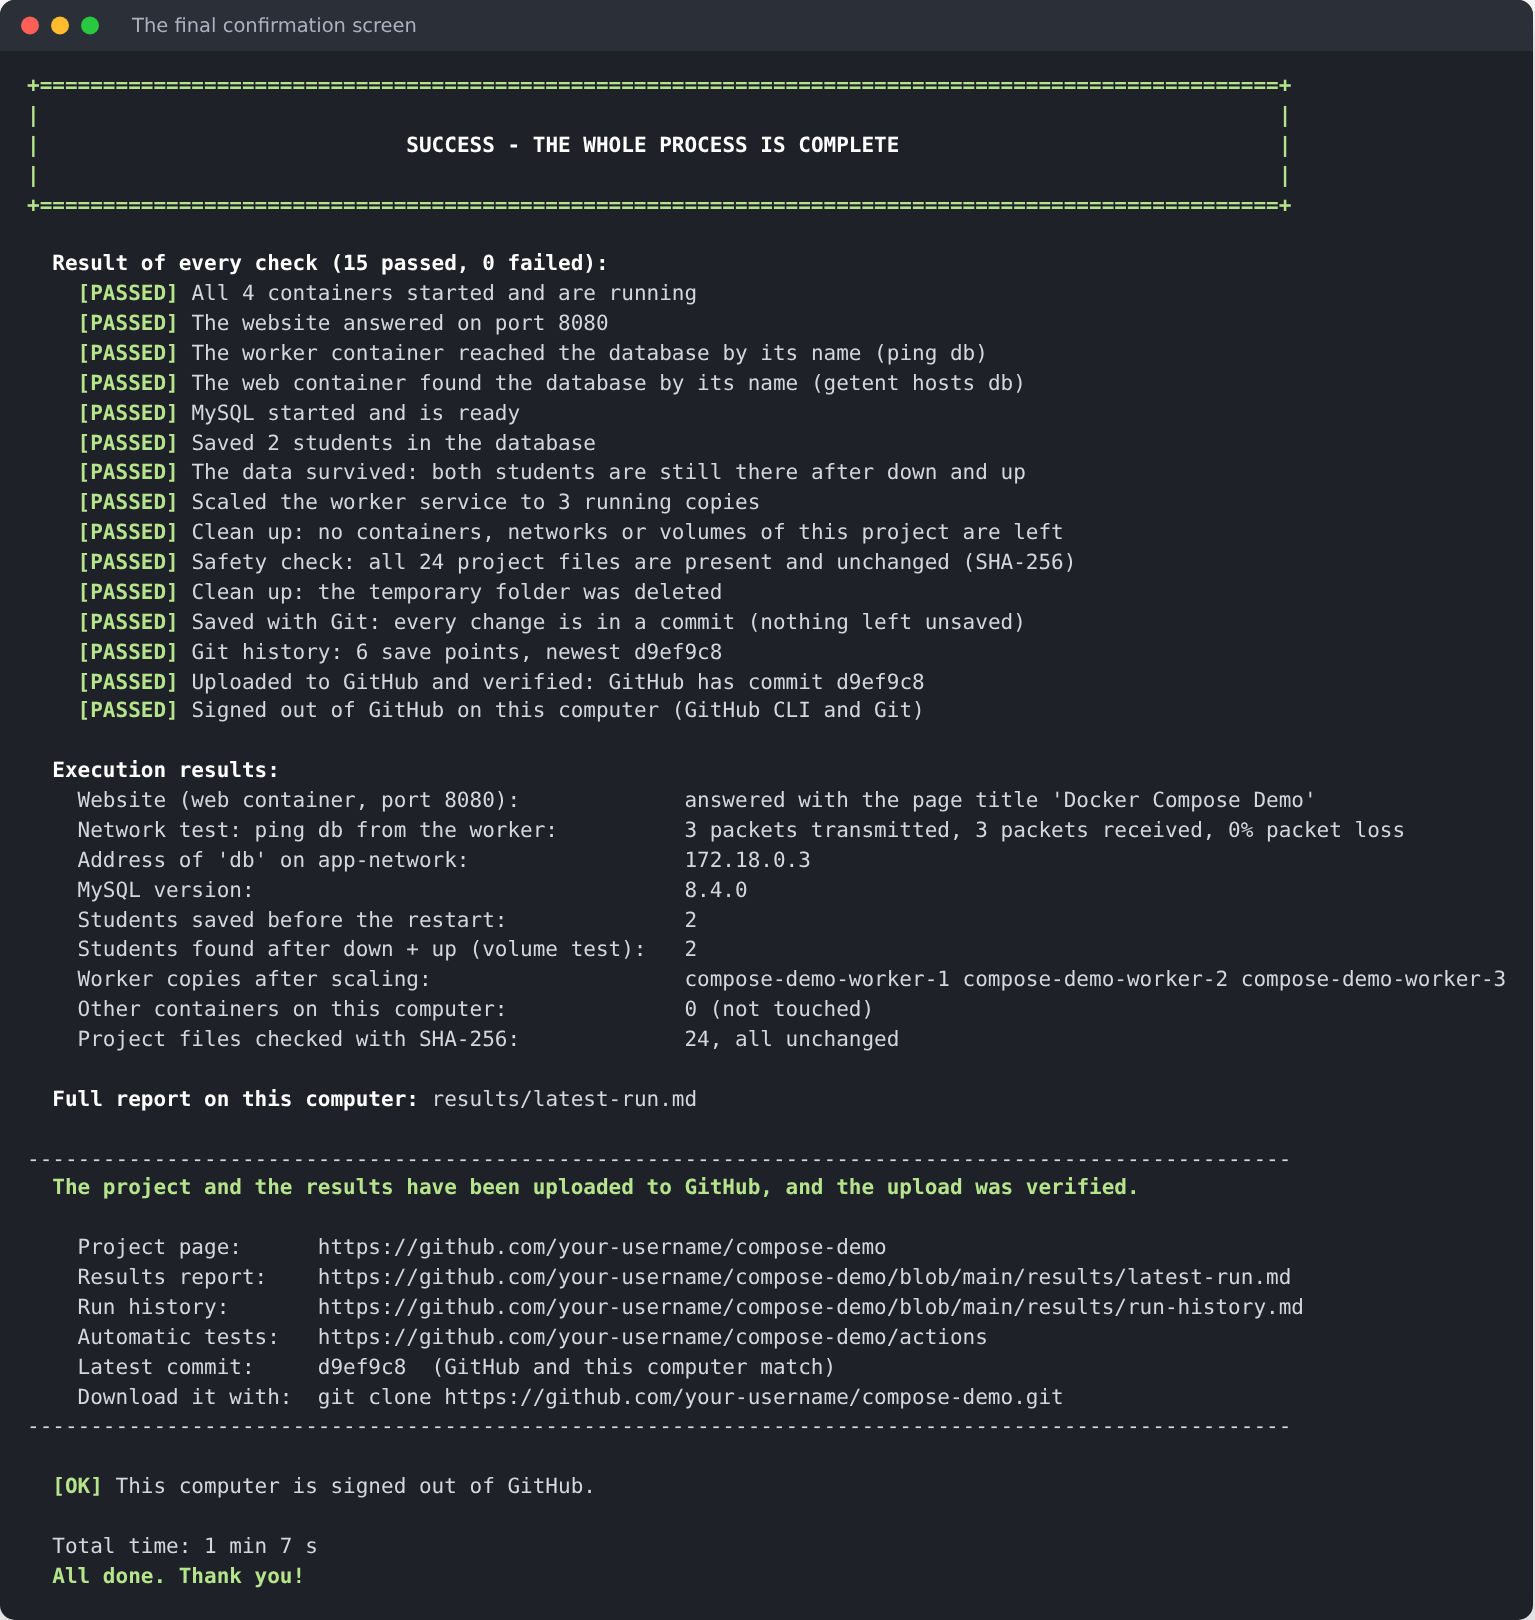 The final confirmation screen
+==================================================================================================+
| |
| SUCCESS - THE WHOLE PROCESS IS COMPLETE |
| |
+==================================================================================================+
Result of every check (15 passed, 0 failed):
[PASSED] All 4 containers started and are running
[PASSED] The website answered on port 8080
[PASSED] The worker container reached the database by its name (ping db)
[PASSED] The web container found the database by its name (getent hosts db)
[PASSED] MySQL started and is ready
[PASSED] Saved 2 students in the database
[PASSED] The data survived: both students are still there after down and up
[PASSED] Scaled the worker service to 3 running copies
[PASSED] Clean up: no containers, networks or volumes of this project are left
[PASSED] Safety check: all 24 project files are present and unchanged (SHA-256)
[PASSED] Clean up: the temporary folder was deleted
[PASSED] Saved with Git: every change is in a commit (nothing left unsaved)
[PASSED] Git history: 6 save points, newest d9ef9c8
[PASSED] Uploaded to GitHub and verified: GitHub has commit d9ef9c8
[PASSED] Signed out of GitHub on this computer (GitHub CLI and Git)
Execution results:
Website (web container, port 8080): answered with the page title 'Docker Compose Demo'
Network test: ping db from the worker: 3 packets transmitted, 3 packets received, 0% packet loss
Address of 'db' on app-network: 172.18.0.3
MySQL version: 8.4.0
Students saved before the restart: 2
Students found after down + up (volume test): 2
Worker copies after scaling: compose-demo-worker-1 compose-demo-worker-2 compose-demo-worker-3
Other containers on this computer: 0 (not touched)
Project files checked with SHA-256: 24, all unchanged
Full report on this computer: results/latest-run.md
----------------------------------------------------------------------------------------------------
The project and the results have been uploaded to GitHub, and the upload was verified.
Project page: https://github.com/your-username/compose-demo
Results report: https://github.com/your-username/compose-demo/blob/main/results/latest-run.md
Run history: https://github.com/your-username/compose-demo/blob/main/results/run-history.md
Automatic tests: https://github.com/your-username/compose-demo/actions
Latest commit: d9ef9c8 (GitHub and this computer match)
Download it with: git clone https://github.com/your-username/compose-demo.git
----------------------------------------------------------------------------------------------------
[OK] This computer is signed out of GitHub.
Total time: 1 min 7 s
All done. Thank you!